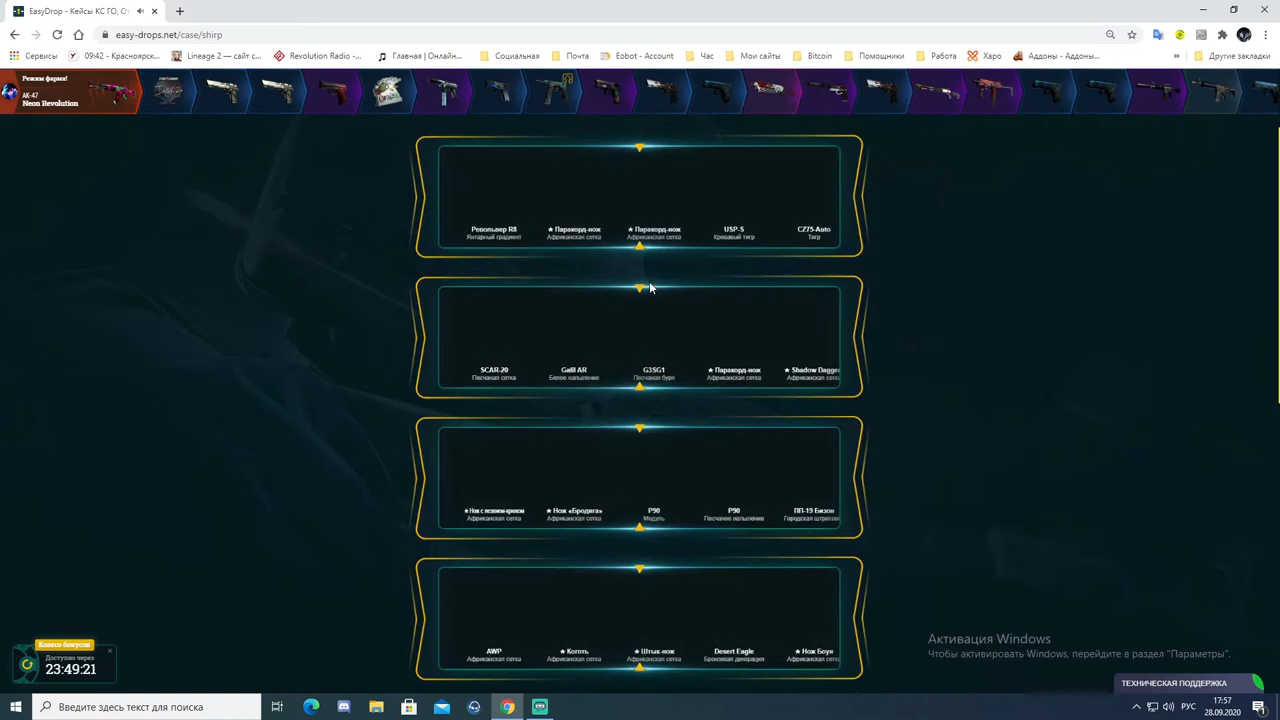 EasyDrop - Кейсы КС ГО, От
easy-drops.net/case/shirp
Сервисы
09:42 - Красноярск...
Lineage 2 — сайт с...
Revolution Radio -...
Главная | Онлайн...
Социальная
Почта
Eobot - Account
Час
Мои сайты
Bitcoin
Помощники
Работа
Харо
Аддоны — Аддоны:...
»
Другие закладки
Режим фарма!
AK-47
Neon Revolution
Револьвер R8
Янтарный градиент
★ Паракорд-нож
Африканская сетка
★ Паракорд-нож
Африканская сетка
USP-S
Кровавый тигр
CZ75-Auto
Тигр
SCAR-20
Песчаная сетка
Galil AR
Белое напыление
G3SG1
Песчаная буря
★ Паракорд-нож
Африканская сетка
★ Shadow Dagge
Африканская се
★ Нож с лезвием-крюком
Африканская сетка
★ Нож «Бродяга»
Африканская сетка
P90
Модуль
P90
Песчаное напыление
ПП-19 Бизон
Городская штрихов
AWP
Африканская сетка
★ Коготь
Африканская сетка
★ Штык-нож
Африканская сетка
Desert Eagle
Бронзовая декорация
★ Нож Боуи
Африканская се
Колесо бонусов
Доступно через
23:49:21
Активация Windows
Чтобы активировать Windows, перейдите в раздел "Параметры".
ТЕХНИЧЕСКАЯ ПОДДЕРЖКА
Введите здесь текст для поиска
РУС
17:57
28.09.2020